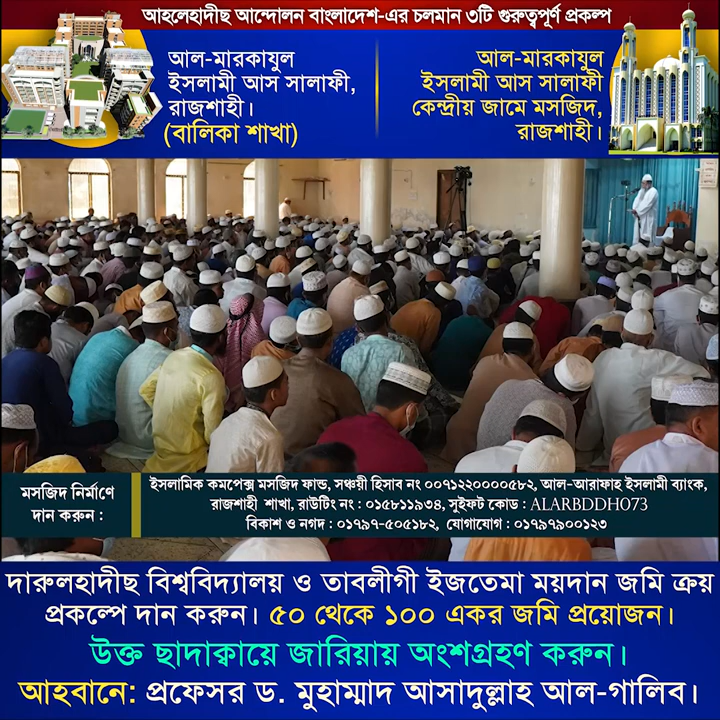 আহলেহাদীছ আন্দোলন বাংলাদেশ-এর চলমান ৩টি গুরুত্বপূর্ণ প্রকল্প
আল-মারকাযুল
ইসলামী আস সালাফী,
রাজশাহী।
(বালিকা শাখা)
আল-মারকাযুল
ইসলামী আস সালাফী
কেন্দ্রীয় জামে মসজিদ,
রাজশাহী।
মসজিদ নির্মাণে
দান করুন :
ইসলামিক কমপেক্স মসজিদ ফান্ড, সঞ্চয়ী হিসাব নং ০০৭১২২০০০০৫৮২, আল-আরাফাহ ইসলামী ব্যাংক,
রাজশাহী শাখা, রাউটিং নং : ০১৫৮১১৯৩৪, সুইফট কোড : ALARBDDH073
বিকাশ ও নগদ : ০১৭৯৭-৫০৫১৮২, যোগাযোগ : ০১৭৯৭৯০০১২৩
দারুলহাদীছ বিশ্ববিদ্যালয় ও তাবলীগী ইজতেমা ময়দান জমি ক্রয়
প্রকল্পে দান করুন। ৫০ থেকে ১০০ একর জমি প্রয়োজন।
উক্ত ছাদাক্বায়ে জারিয়ায় অংশগ্রহণ করুন।
আহবানে: প্রফেসর ড. মুহাম্মাদ আসাদুল্লাহ আল-গালিব।